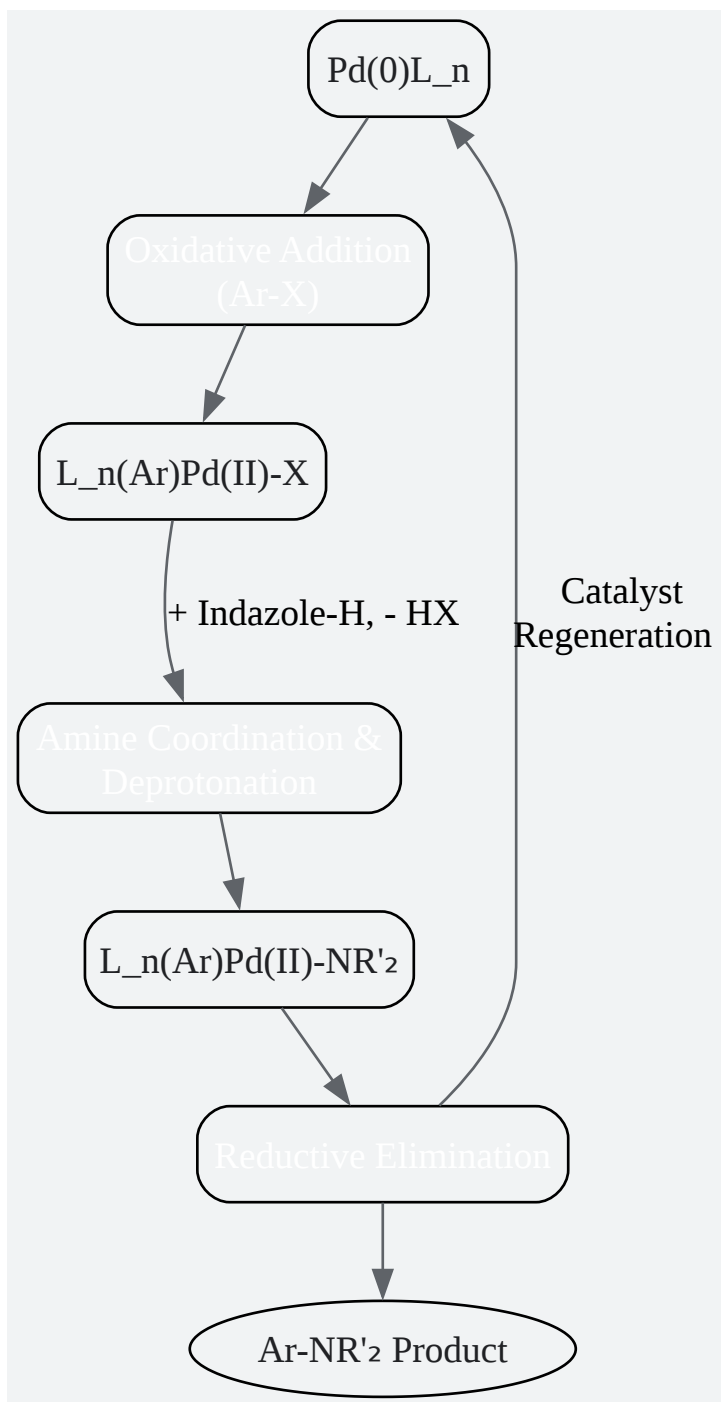 Pd(0)L_n
Oxidative Addition
(Ar-X)
L_n(Ar)Pd(II)-X
+ Indazole-H, - HX
Catalyst
Regeneration
Amine Coordination &
Deprotonation
L_n(Ar)Pd(II)-NR'₂
Reductive Elimination
Ar-NR'₂ Product